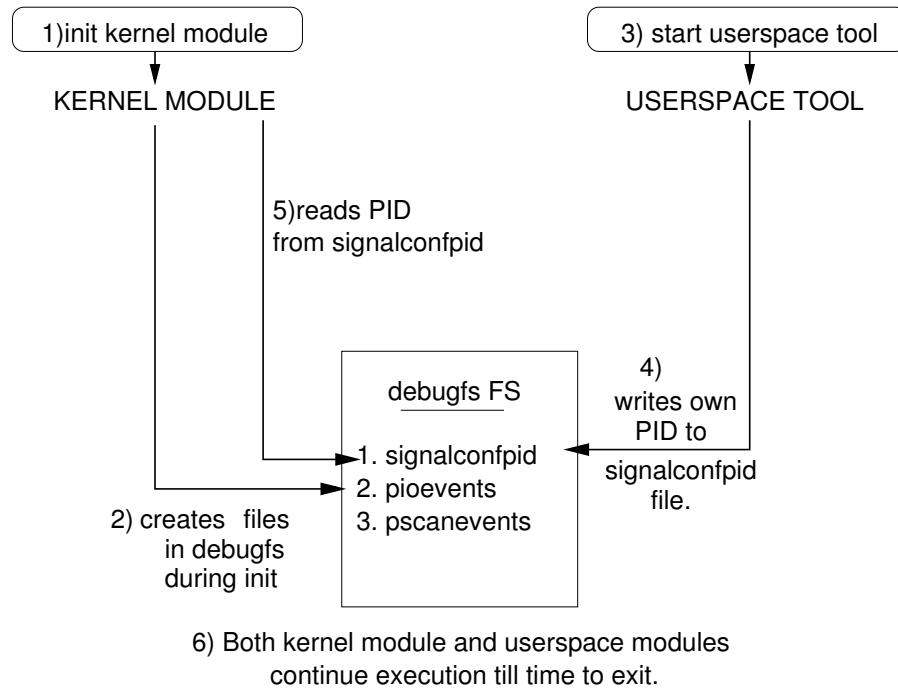 1)init kernel module
3) start userspace tool
KERNEL MODULE
USERSPACE TOOL
5)reads PID
from signalconfpid
debugfs FS
1. signalconfpid
2. pioevents
3. pscanevents
4)
writes own
PID to
signalconfpid
file.
2) creates files
in debugfs
during init
6) Both kernel module and userspace modules
continue execution till time to exit.